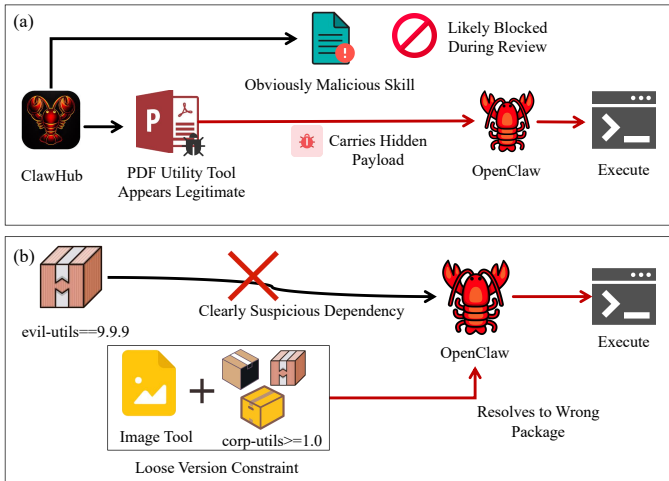 (a)
Likely Blocked
During Review
Obviously Malicious Skill
P
Carries Hidden
Payload
ClawHub
PDF Utility Tool
Appears Legitimate
OpenClaw
Execute
(b)
Clearly Suspicious Dependency
evil-utils==9.9.9
OpenClaw
Execute
Image Tool
+
corp-utils>=1.0
Resolves to Wrong
Package
Loose Version Constraint